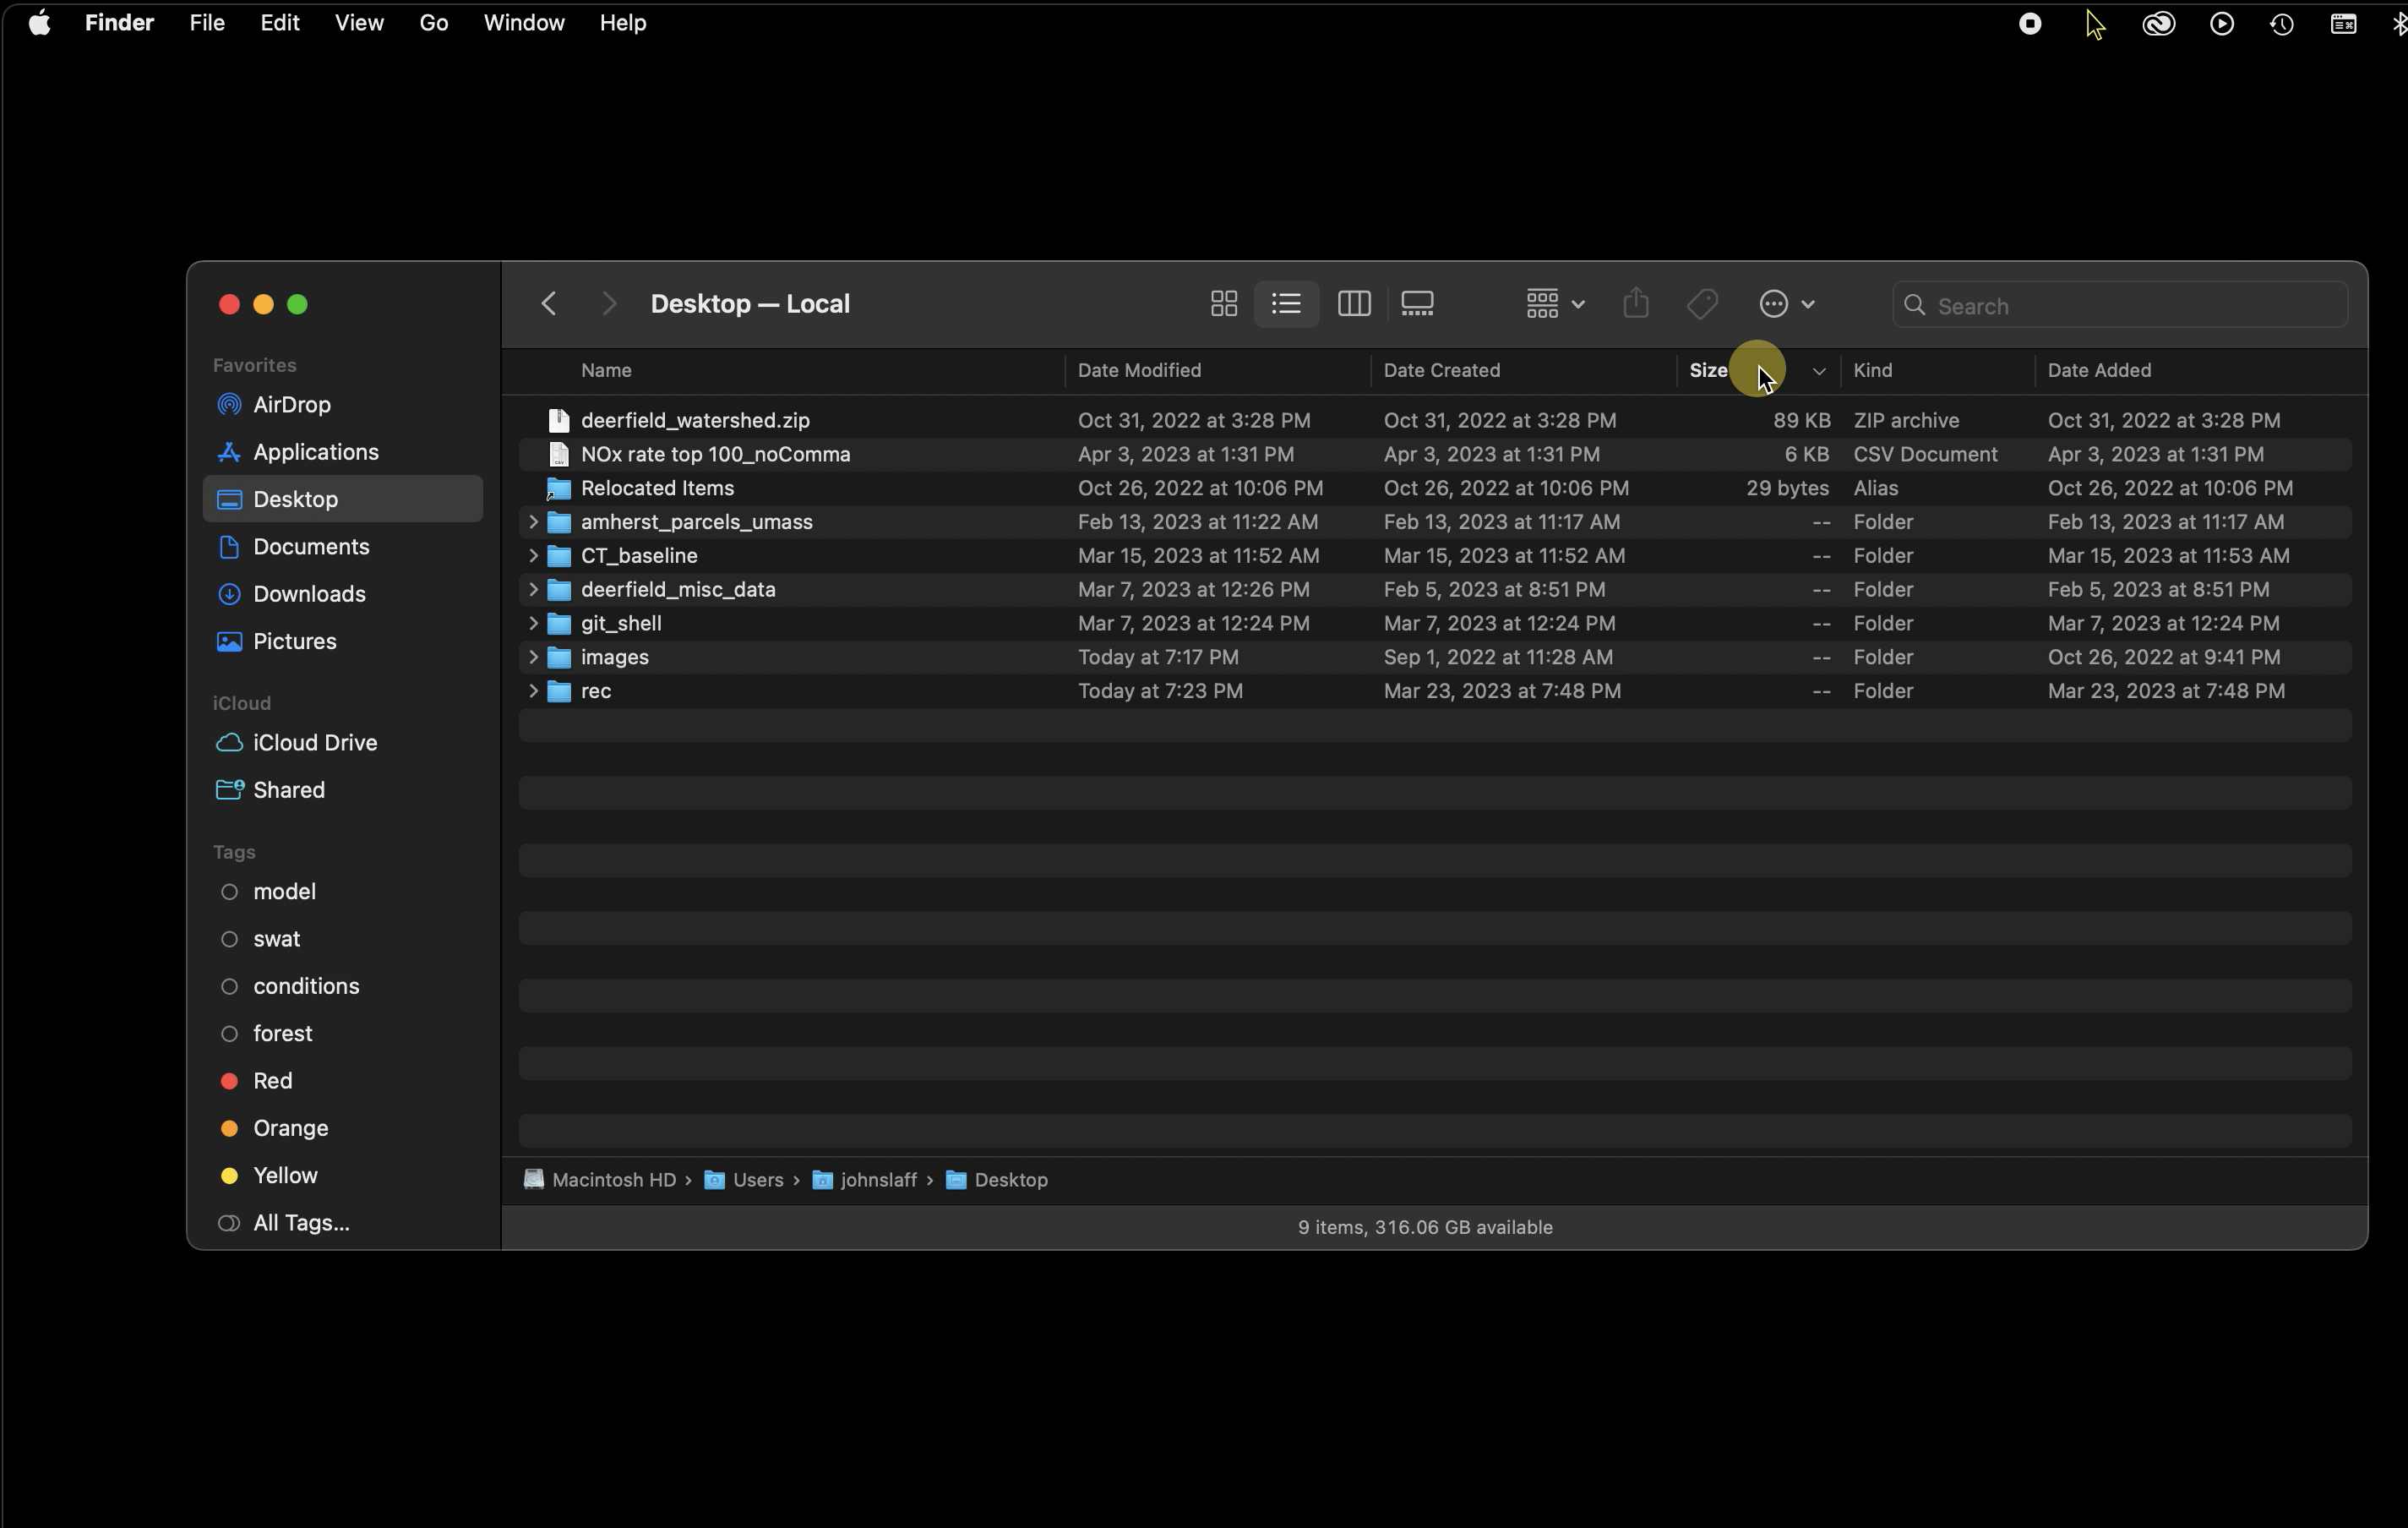 Finder File Edit View Go Window Help
Desktop — Local
Search
Favorites
AirDrop
Applications
Desktop
Documents
Downloads
Pictures
iCloud
iCloud Drive
Shared
Tags
model
swat
conditions
forest
Red
Orange
Yellow
All Tags...
Name Date Modified Date Created Size Kind Date Added
deerfield_watershed.zip Oct 31, 2022 at 3:28 PM Oct 31, 2022 at 3:28 PM 89 KB ZIP archive Oct 31, 2022 at 3:28 PM
NOx rate top 100_noComma Apr 3, 2023 at 1:31 PM Apr 3, 2023 at 1:31 PM 6 KB CSV Document Apr 3, 2023 at 1:31 PM
Relocated Items Oct 26, 2022 at 10:06 PM Oct 26, 2022 at 10:06 PM 29 bytes Alias Oct 26, 2022 at 10:06 PM
amherst_parcels_umass Feb 13, 2023 at 11:22 AM Feb 13, 2023 at 11:17 AM -- Folder Feb 13, 2023 at 11:17 AM
CT_baseline Mar 15, 2023 at 11:52 AM Mar 15, 2023 at 11:52 AM -- Folder Mar 15, 2023 at 11:53 AM
deerfield_misc_data Mar 7, 2023 at 12:26 PM Feb 5, 2023 at 8:51 PM -- Folder Feb 5, 2023 at 8:51 PM
git_shell Mar 7, 2023 at 12:24 PM Mar 7, 2023 at 12:24 PM -- Folder Mar 7, 2023 at 12:24 PM
images Today at 7:17 PM Sep 1, 2022 at 11:28 AM -- Folder Oct 26, 2022 at 9:41 PM
rec Today at 7:23 PM Mar 23, 2023 at 7:48 PM -- Folder Mar 23, 2023 at 7:48 PM
Macintosh HD › Users › johnslaff › Desktop
9 items, 316.06 GB available